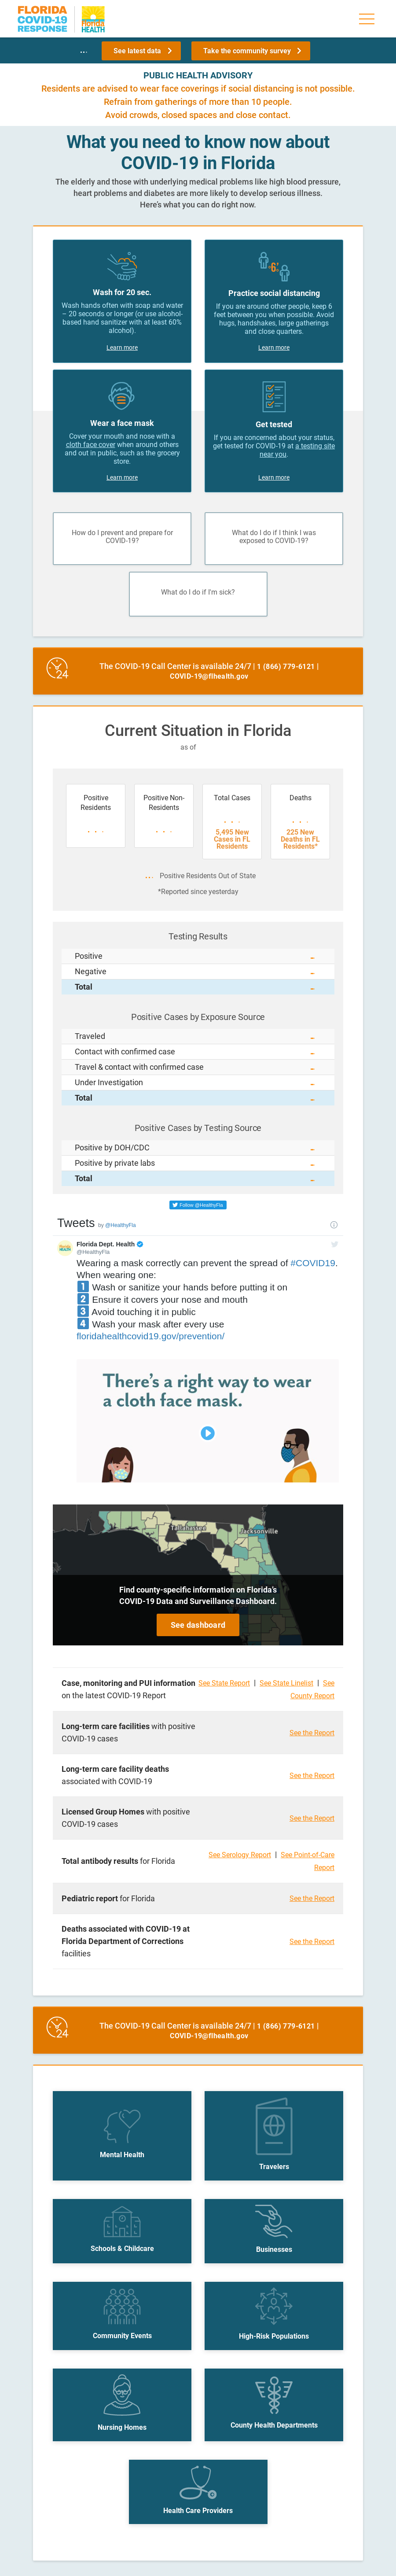 FLORIDA
COVID-19
RESPONSE
Florida
HEALTH
See latest data
Take the community survey
PUBLIC HEALTH ADVISORY
Residents are advised to wear face coverings if social distancing is not possible.
Refrain from gatherings of more than 10 people.
Avoid crowds, closed spaces and close contact.
What you need to know now about
COVID-19 in Florida
The elderly and those with underlying medical problems like high blood pressure,
heart problems and diabetes are more likely to develop serious illness.
Here's what you can do right now.
Wash for 20 sec.
Wash hands often with soap and water
– 20 seconds or longer (or use alcohol-
based hand sanitizer with at least 60%
alcohol).
Learn more
6'
Practice social distancing
If you are around other people, keep 6
feet between you when possible. Avoid
hugs, handshakes, large gatherings
and close quarters.
Learn more
Wear a face mask
Cover your mouth and nose with a
cloth face cover when around others
and out in public, such as the grocery
store.
Learn more
Get tested
If you are concerned about your status,
get tested for COVID-19 at a testing site
near you.
Learn more
How do I prevent and prepare for
COVID-19?
What do I do if I think I was
exposed to COVID-19?
What do I do if I'm sick?
24
The COVID-19 Call Center is available 24/7 | 1 (866) 779-6121 |
COVID-19@flhealth.gov
Current Situation in Florida
as of
Positive
Residents
Positive Non-
Residents
Total Cases
5,495 New
Cases in FL
Residents
Deaths
225 New
Deaths in FL
Residents*
Positive Residents Out of State
*Reported since yesterday
Testing Results
Positive –
Negative –
Total –
Positive Cases by Exposure Source
Traveled –
Contact with confirmed case –
Travel & contact with confirmed case –
Under Investigation –
Total –
Positive Cases by Testing Source
Positive by DOH/CDC –
Positive by private labs –
Total –
Follow @HealthyFla
Tweets by @HealthyFla
Florida Dept. Health
@HealthyFla
Wearing a mask correctly can prevent the spread of #COVID19.
When wearing one:
1 Wash or sanitize your hands before putting it on
2 Ensure it covers your nose and mouth
3 Avoid touching it in public
4 Wash your mask after every use
floridahealthcovid19.gov/prevention/
There's a right way to wear
a cloth face mask.
Tallahassee
Jacksonville
Find county-specific information on Florida's
COVID-19 Data and Surveillance Dashboard.
See dashboard
Case, monitoring and PUI information
on the latest COVID-19 Report
See State Report | See State Linelist | See
County Report
Long-term care facilities with positive
COVID-19 cases
See the Report
Long-term care facility deaths
associated with COVID-19
See the Report
Licensed Group Homes with positive
COVID-19 cases
See the Report
Total antibody results for Florida
See Serology Report | See Point-of-Care
Report
Pediatric report for Florida
See the Report
Deaths associated with COVID-19 at
Florida Department of Corrections
facilities
See the Report
24
The COVID-19 Call Center is available 24/7 | 1 (866) 779-6121 |
COVID-19@flhealth.gov
Mental Health
Travelers
Schools & Childcare
Businesses
Community Events
High-Risk Populations
Nursing Homes
County Health Departments
Health Care Providers